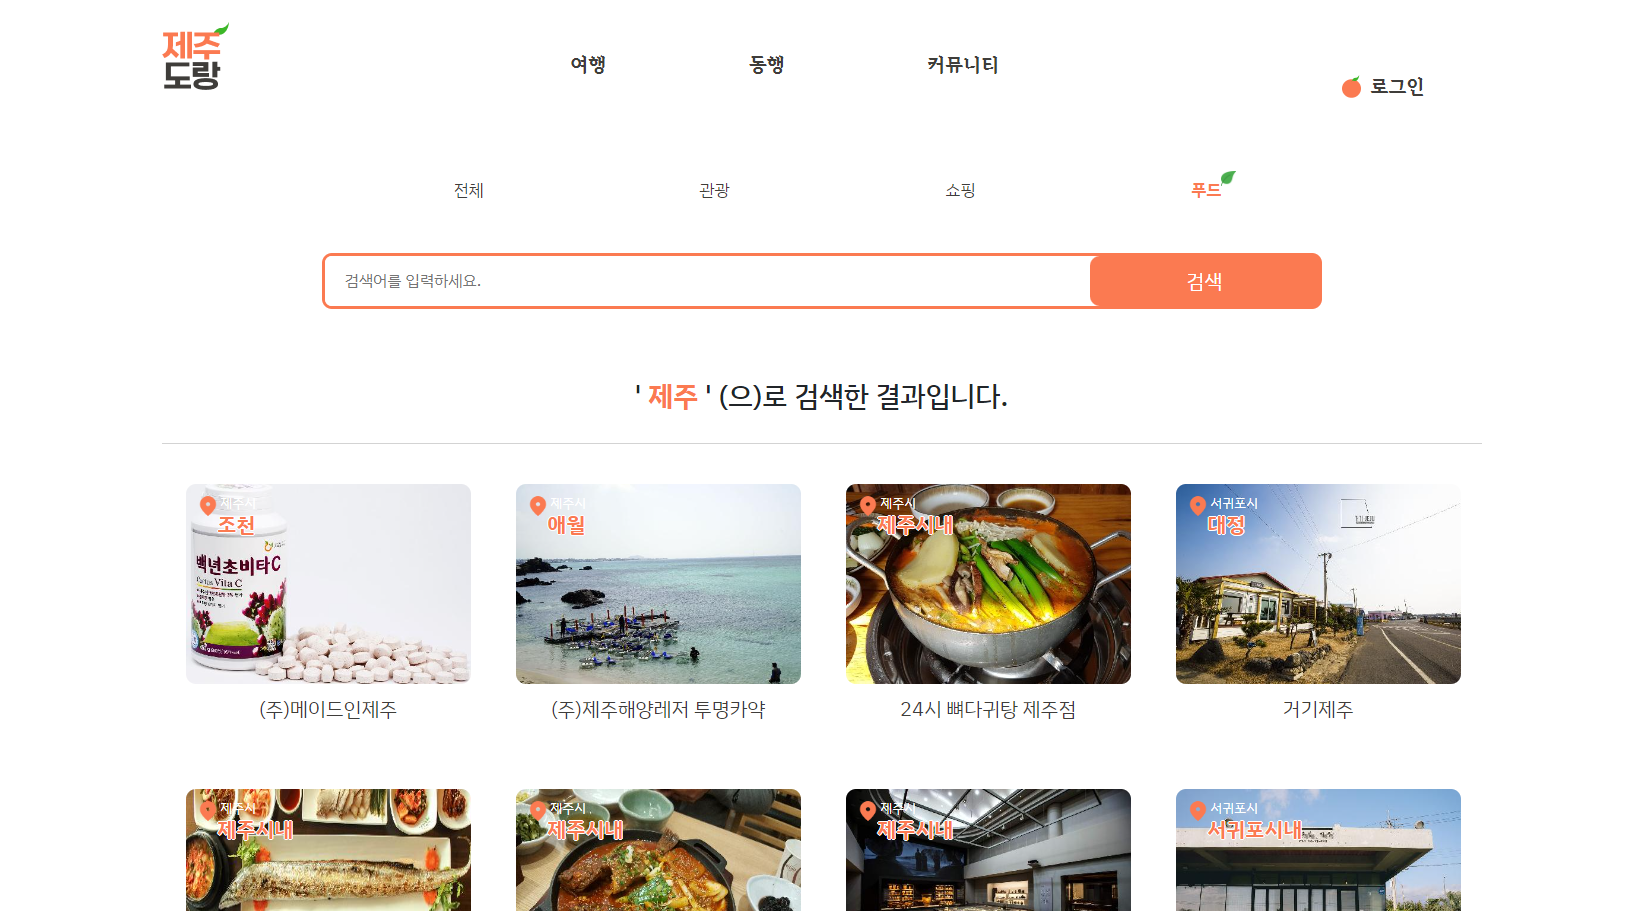 제주
도랑
여행
동행
커뮤니티
로그인
전체
관광
쇼핑
푸드
검색어를 입력하세요.
검색
' 제주 ' (으)로 검색한 결과입니다.
제주시
조천
백년초비타C
Cactus Vita C
제주시
애월
제주시
제주시내
서귀포시
대정
(주)메이드인제주
(주)제주해양레저 투명카약
24시 뼈다귀탕 제주점
거기제주
제주시
제주시내
제주시
제주시내
제주시
제주시내
서귀포시
서귀포시내